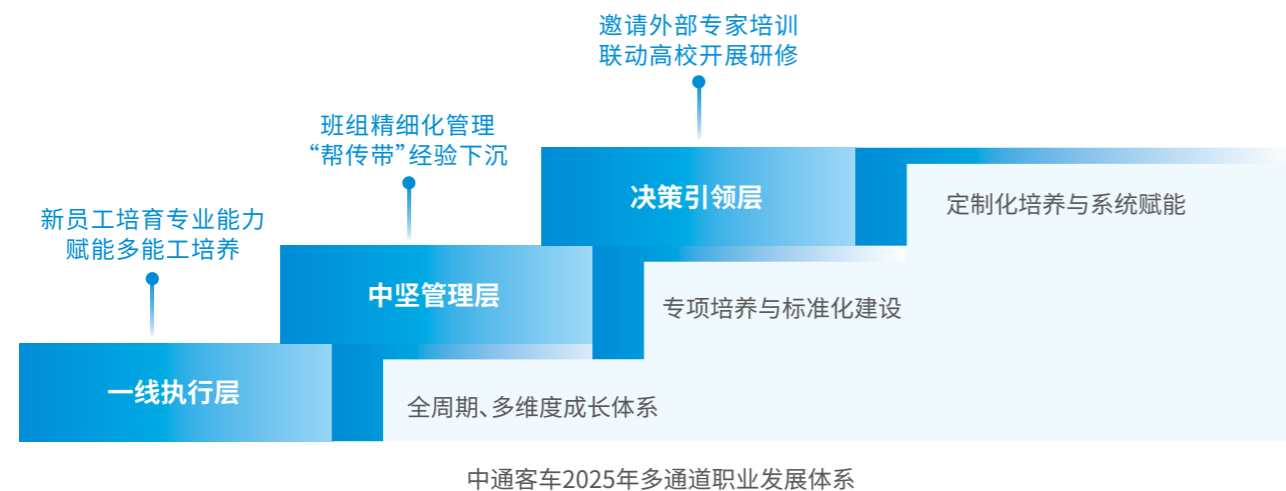 邀请外部专家培训
联动高校开展研修
班组精细化管理
“帮传带”经验下沉
决策引领层
定制化培养与系统赋能
新员工培育专业能力
赋能多能工培养
中坚管理层
专项培养与标准化建设
一线执行层
全周期、多维度成长体系
中通客车2025年多通道职业发展体系